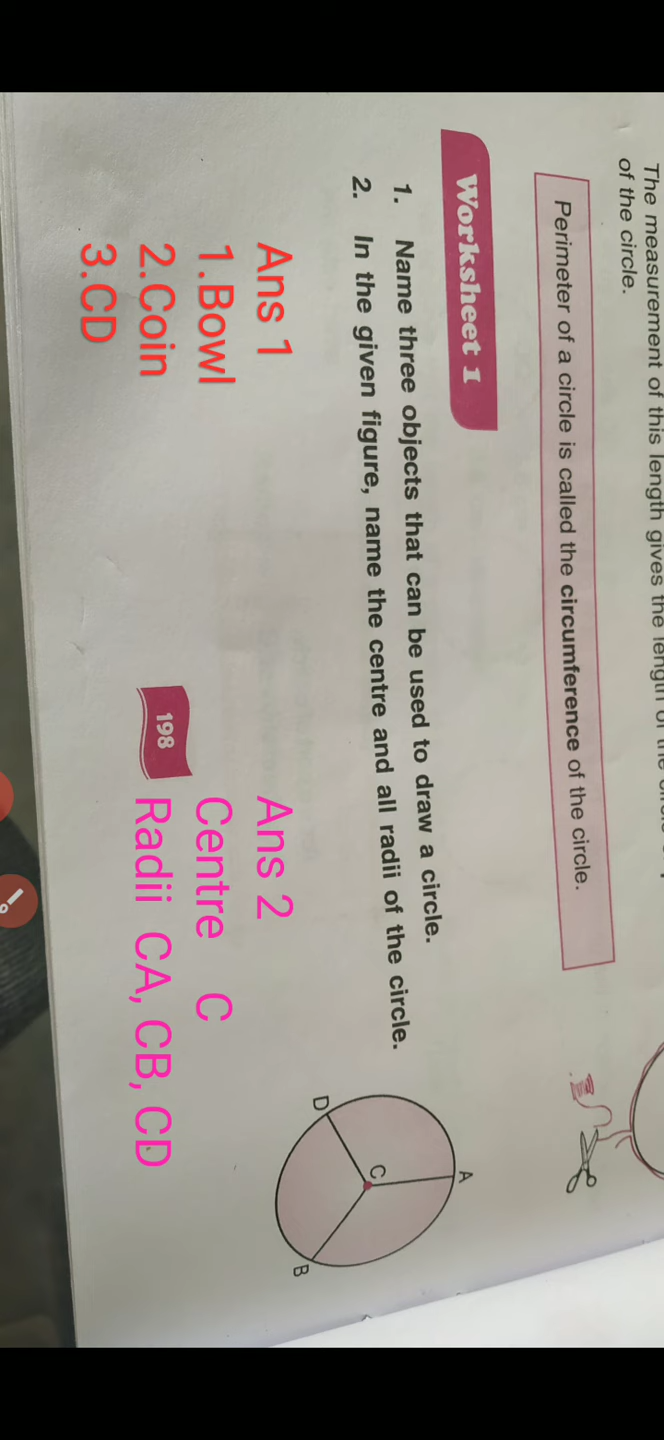 The measurement of this length gives the length of the
of the circle.
Perimeter of a circle is called the circumference of the circle.
Worksheet 1
1. Name three objects that can be used to draw a circle.
2. In the given figure, name the centre and all radii of the circle.
A
C
D
B
Ans 1
1.Bowl
2.Coin
3.CD
Ans 2
Centre C
Radii CA, CB, CD
198